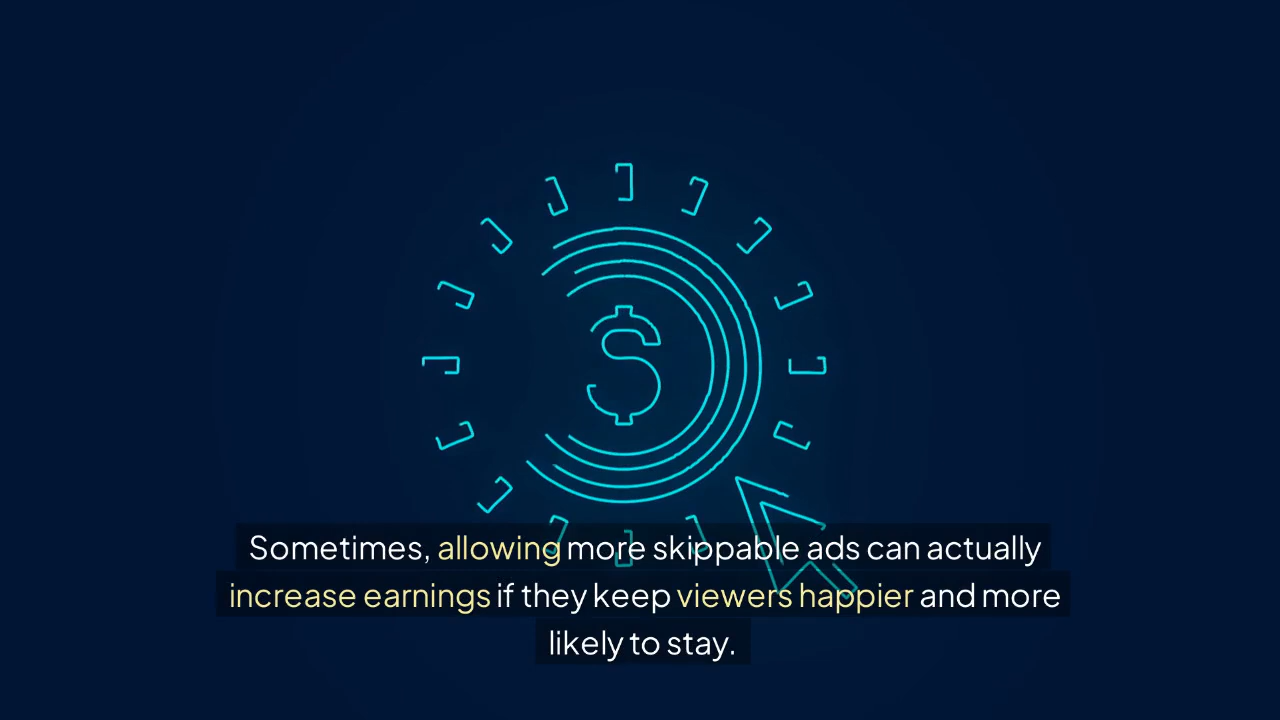 Sometimes, allowing more skippable ads can actually
increase earnings if they keep viewers happier and more
likely to stay.